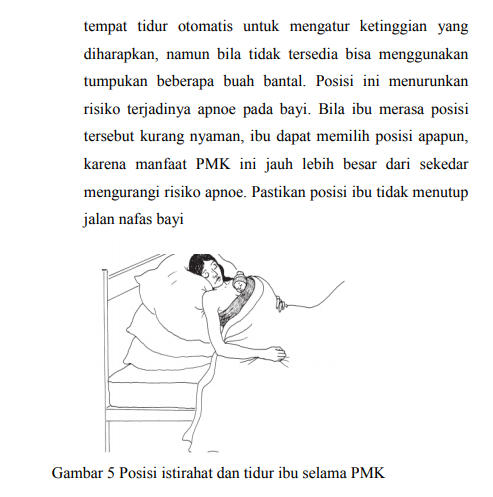 tempat tidur otomatis untuk mengatur ketinggian yang
diharapkan, namun bila tidak tersedia bisa menggunakan
tumpukan beberapa buah bantal. Posisi ini menurunkan
risiko terjadinya apnoe pada bayi. Bila ibu merasa posisi
tersebut kurang nyaman, ibu dapat memilih posisi apapun,
karena manfaat PMK ini jauh lebih besar dari sekedar
mengurangi risiko apnoe. Pastikan posisi ibu tidak menutup
jalan nafas bayi
Gambar 5 Posisi istirahat dan tidur ibu selama PMK